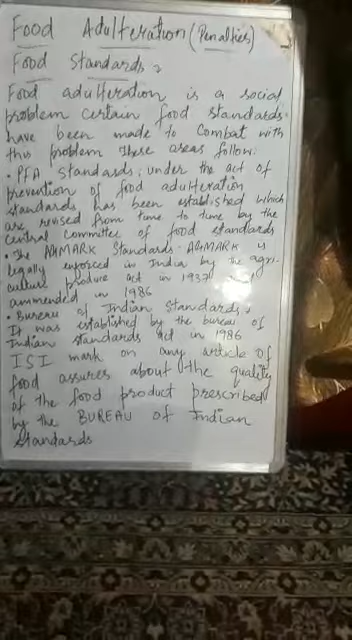 Food Adulteration (Penalties)
Food Standards :
Food adulteration is a social
problem certain food standards
have been made to combat with
this problem These areas follow:
• PFA Standards: under the act of
prevention of food adulteration
standards has been established which
are revised from time to time by the
central committee of food standards
• The AGMARK Standards - AGMARK is
legally enforced in India by the agri-
culture produce act in 1937
ammended in 1986
• Bureau of Indian Standards:
It was established by the bureau of
Indian standards act in 1986
ISI mark on any article of
food assures about the quality
of the food product prescribed
by the BUREAU of Indian
Standards